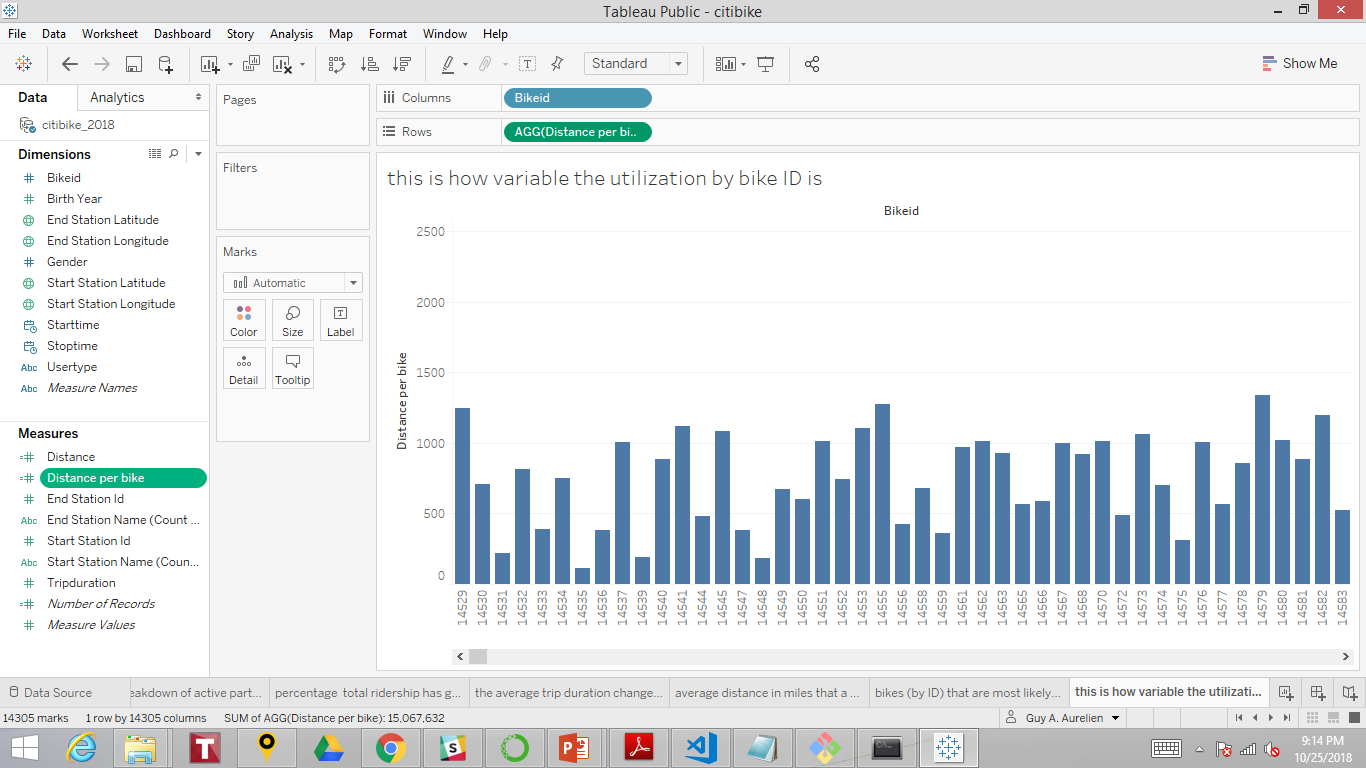 Tableau Public - citibike
File Data Worksheet Dashboard Story Analysis Map Format Window Help
Standard
Show Me
Data Analytics
citibike_2018
Dimensions
Bikeid
Birth Year
End Station Latitude
End Station Longitude
Gender
Start Station Latitude
Start Station Longitude
Starttime
Stoptime
Abc Usertype
Abc Measure Names
Measures
Distance
Distance per bike
End Station Id
Abc End Station Name (Count ...
Start Station Id
Abc Start Station Name (Coun...
Tripduration
Number of Records
Measure Values
Pages
Filters
Marks
Automatic
Color Size Label
Detail Tooltip
Columns Bikeid
Rows AGG(Distance per bi..
this is how variable the utilization by bike ID is
Bikeid
Distance per bike
2500
2000
1500
1000
500
0
14529 14530 14531 14532 14533 14534 14535 14536 14537 14539 14540 14541 14544 14545 14547 14548 14549 14550 14551 14552 14553 14555 14556 14558 14559 14561 14562 14563 14565 14566 14567 14568 14570 14572 14573 14574 14575 14576 14577 14578 14579 14580 14581 14582 14583
Data Source eakdown of active part... percentage total ridership has g... the average trip duration change... average distance in miles that a ... bikes (by ID) that are most likely... this is how variable the utilizati...
14305 marks 1 row by 14305 columns SUM of AGG(Distance per bike): 15,067,632 Guy A. Aurelien
9:14 PM
10/25/2018